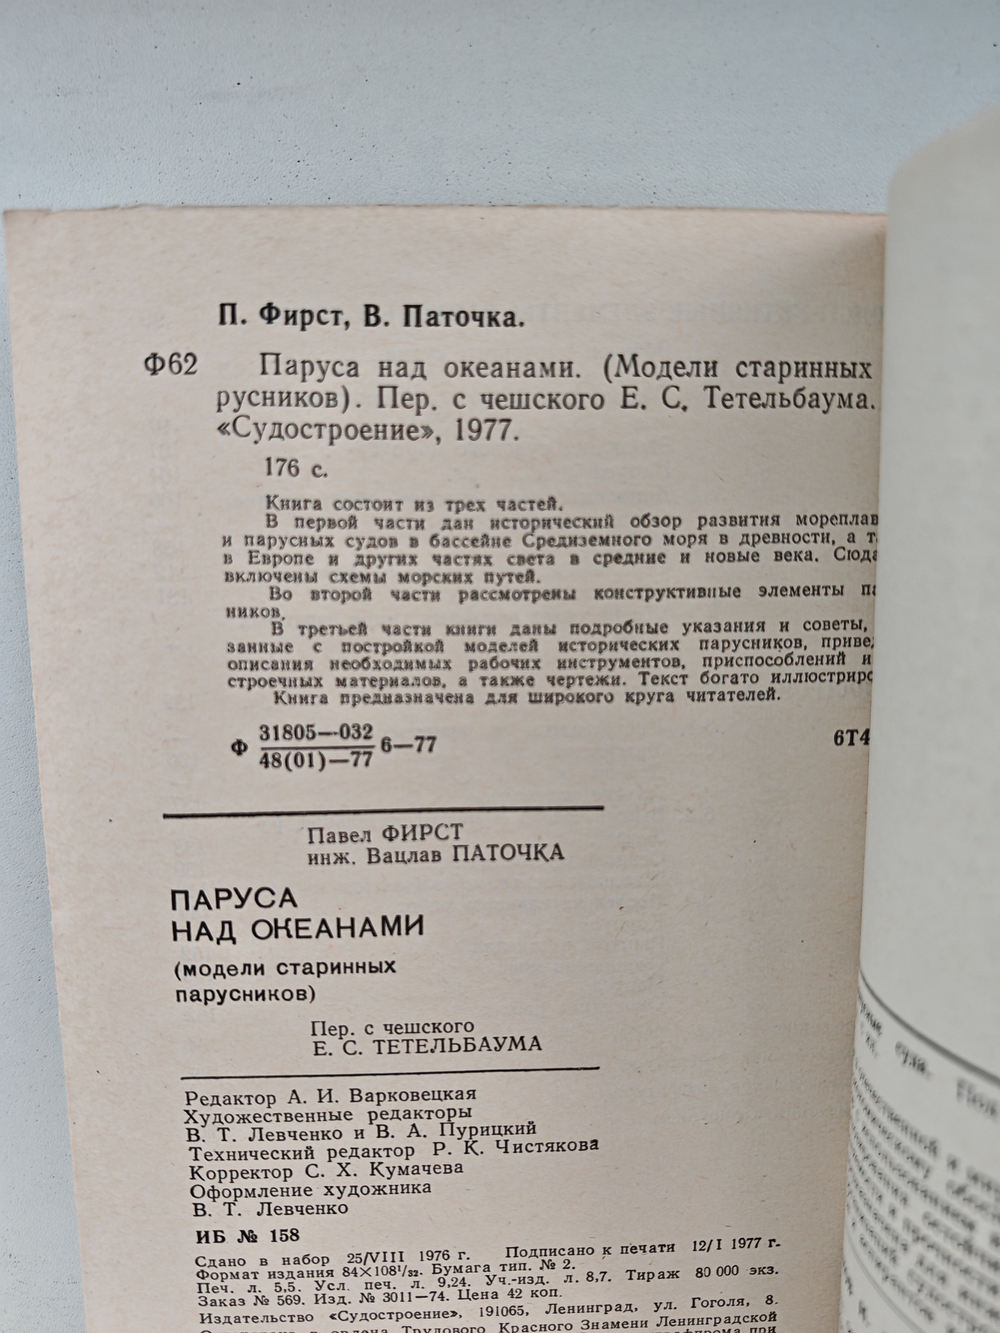 П. Фирст, В. Паточка.
Ф62 Паруса над океанами. (Модели старинных
русников). Пер. с чешского Е. С. Тетельбаума.
«Судостроение», 1977.
176 с.
Книга состоит из трех частей.
В первой части дан исторический обзор развития мореплав
и парусных судов в бассейне Средиземного моря в древности, а т
в Европе и других частях света в средние и новые века. Сюда
включены схемы морских путей.
Во второй части рассмотрены конструктивные элементы па
ников.
В третьей части книги даны подробные указания и советы,
занные с постройкой моделей исторических парусников, приве
описания необходимых рабочих инструментов, приспособлений и
строечных материалов, а также чертежи. Текст богато иллюстриро
Книга предназначена для широкого круга читателей.
Ф 31805—032
48(01)—77 6—77 6Т4
Павел ФИРСТ
инж. Вацлав ПАТОЧКА
ПАРУСА
НАД ОКЕАНАМИ
(модели старинных
парусников)
Пер. с чешского
Е. С. ТЕТЕЛЬБАУМА
Редактор А. И. Варковецкая
Художественные редакторы
В. Т. Левченко и В. А. Пурицкий
Технический редактор Р. К. Чистякова
Корректор С. Х. Кумачева
Оформление художника
В. Т. Левченко
ИБ № 158
Сдано в набор 25/VIII 1976 г. Подписано к печати 12/I 1977 г.
Формат издания 84×108¹/₃₂. Бумага тип. № 2.
Печ. л. 5,5. Усл. печ. л. 9,24. Уч.-изд. л. 8,7. Тираж 80 000 экз.
Заказ № 569. Изд. № 3011—74. Цена 42 коп.
Издательство «Судостроение», 191065, Ленинград, ул. Гоголя, 8.
ордена Трудового Красного Знамени Ленинградской